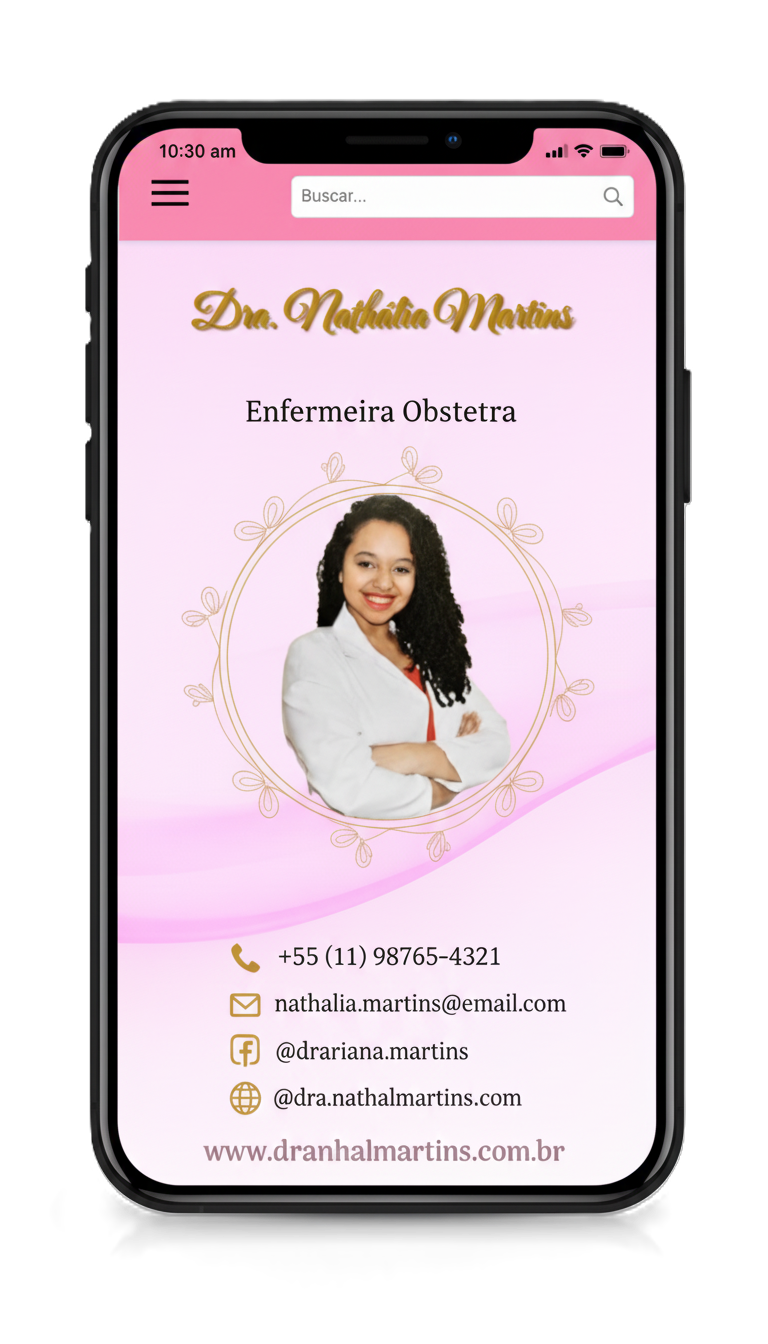 10:30 am
Buscar...
Dra. Nathália Martins
Enfermeira Obstetra
+55 (11) 98765-4321
nathalia.martins@email.com
@drariana.martins
@dra.nathalmartins.com
www.dranhalmartins.com.br